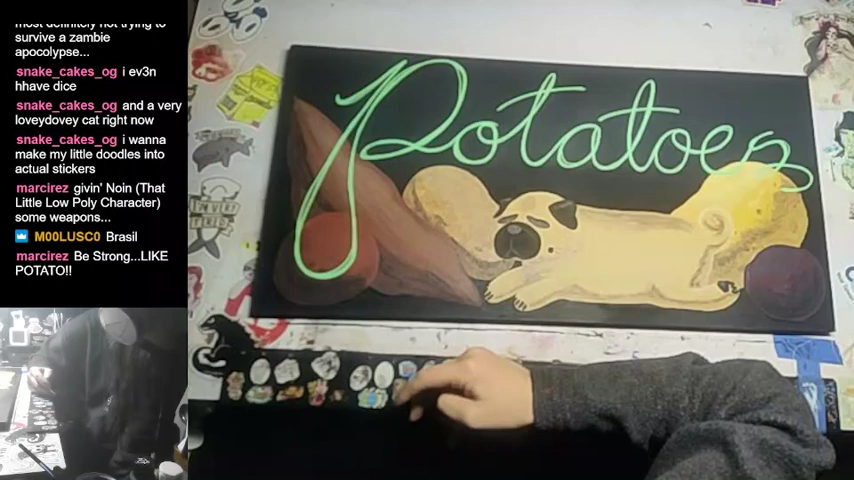 most definitely not trying to
survive a zambie
apocolypse...
snake_cakes_og i ev3n
hhave dice
snake_cakes_og and a very
loveydovey cat right now
snake_cakes_og i wanna
make my little doodles into
actual stickers
marcirez givin' Noin (That
Little Low Poly Character)
some weapons...
M00LUSC0 Brasil
marcirez Be Strong...LIKE
POTATO!!
Potatoes